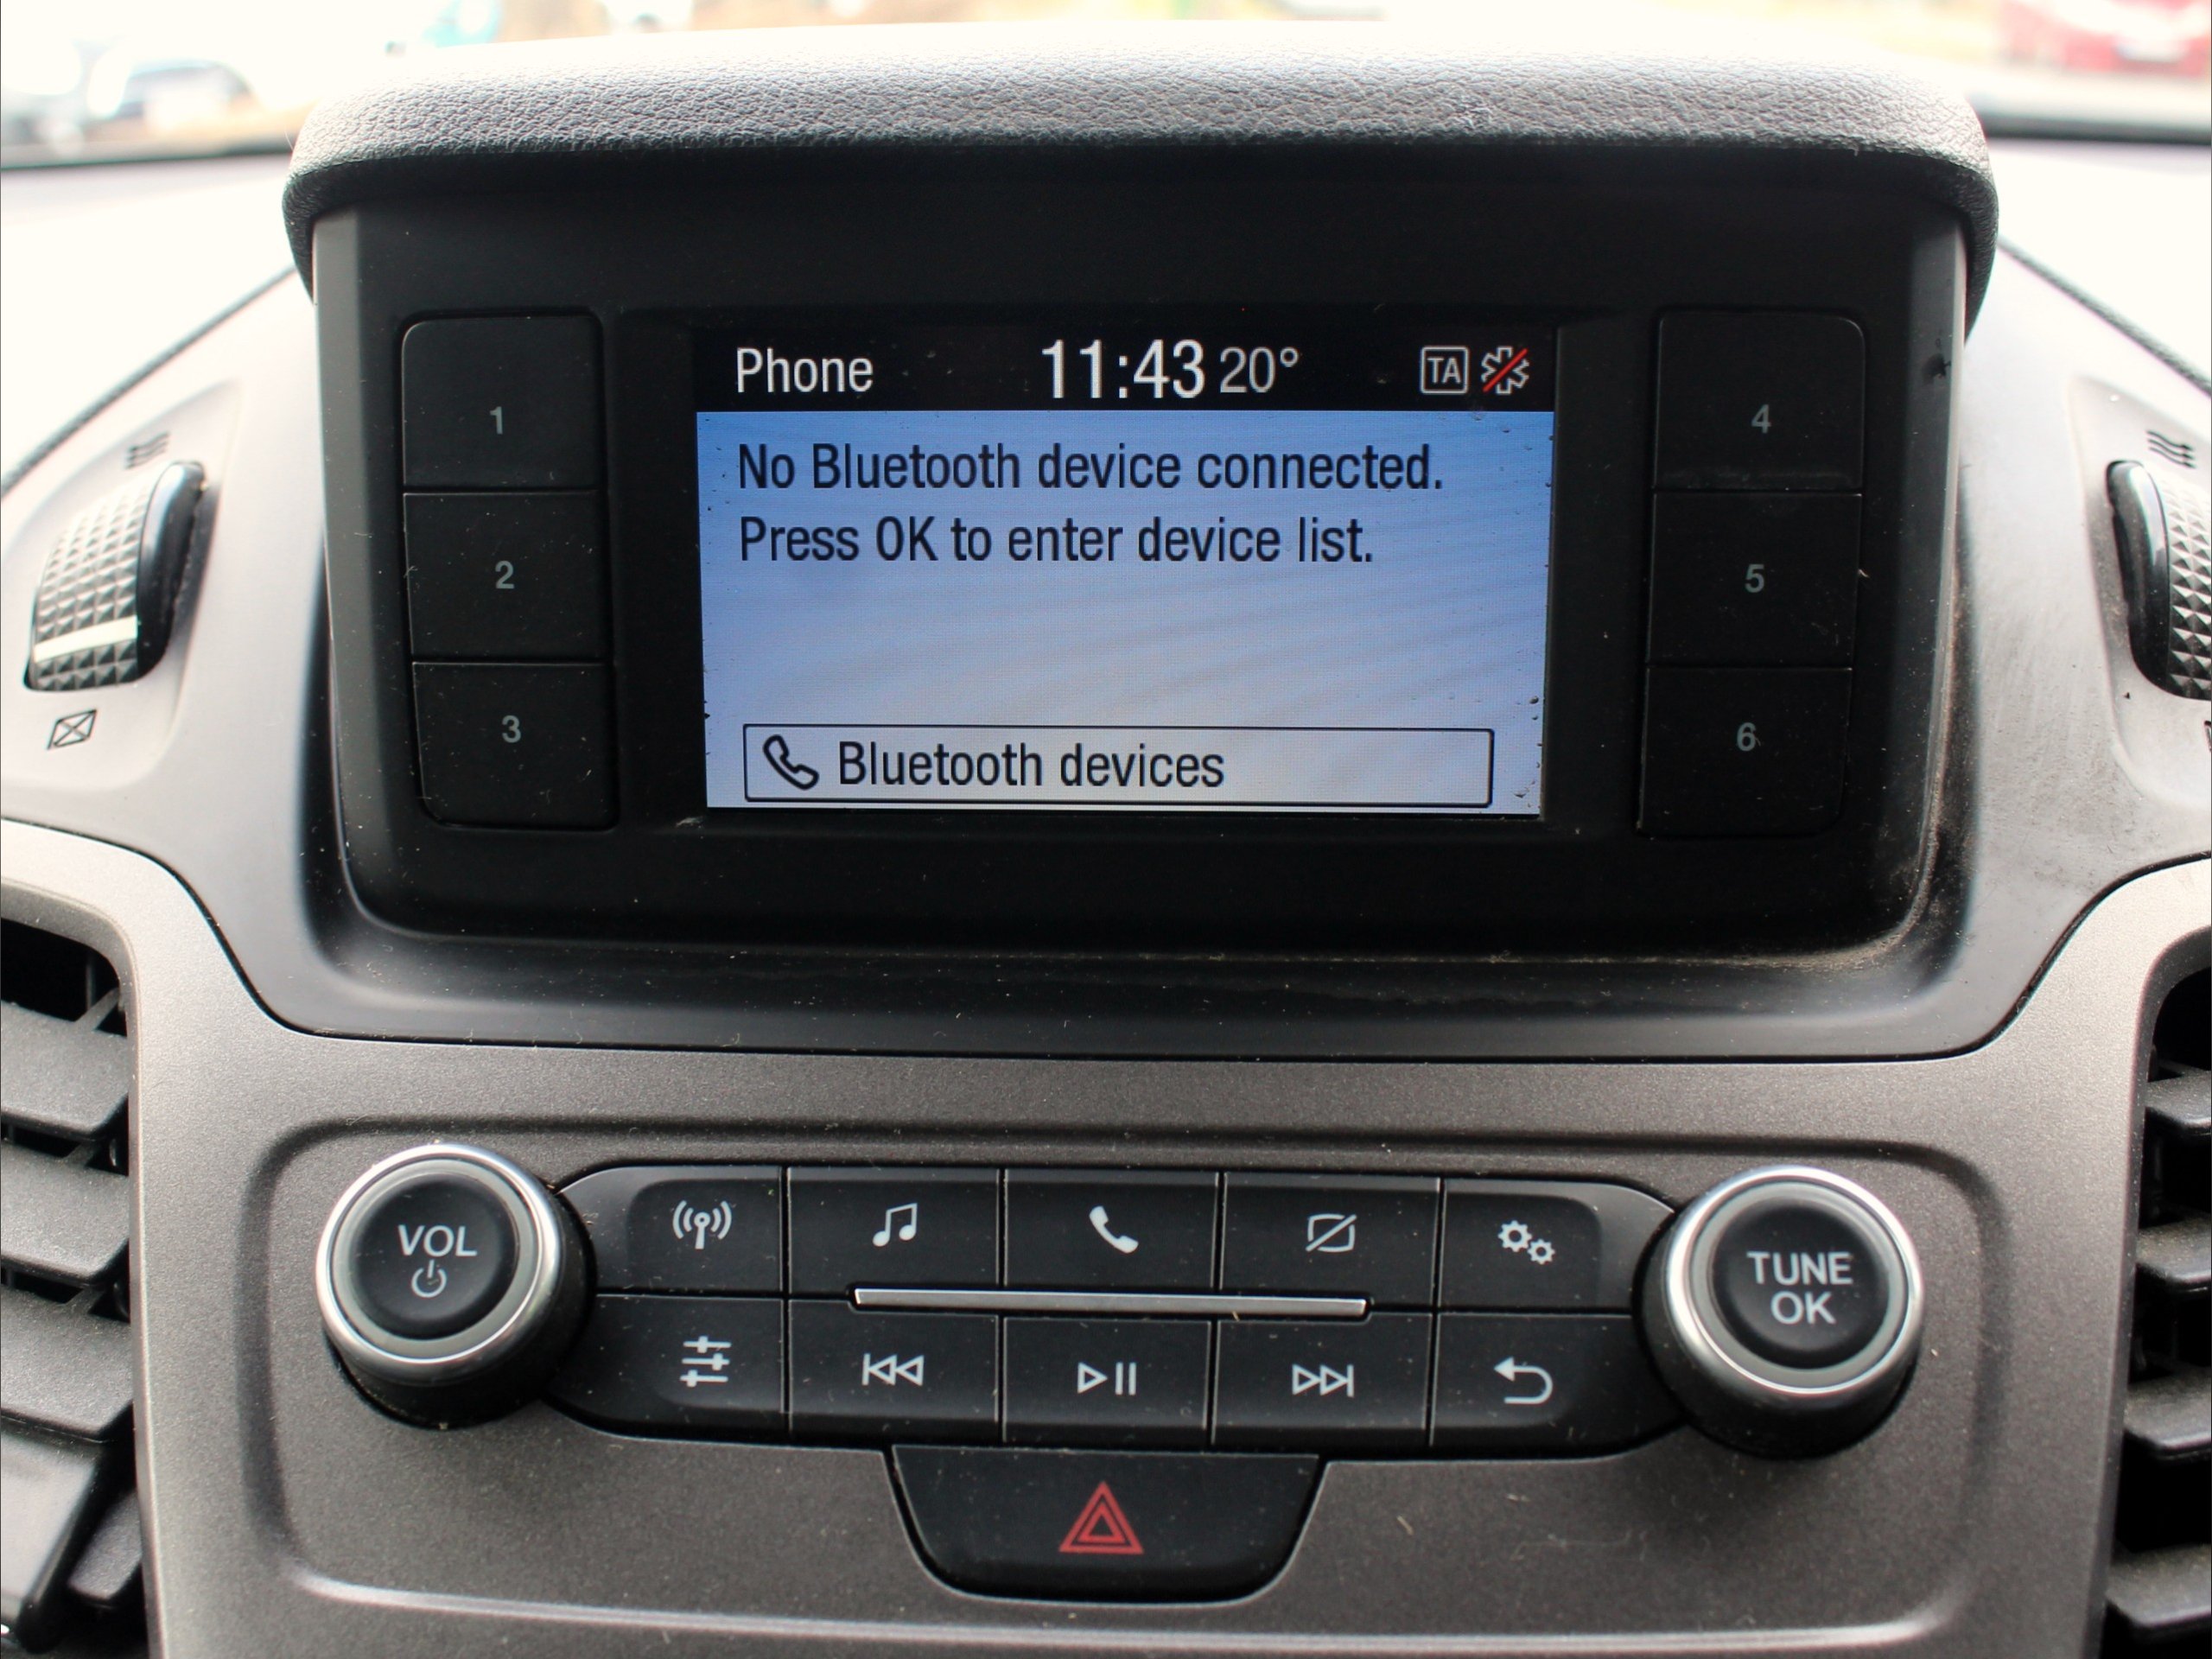 Phone 11:43 20° TA
No Bluetooth device connected.
Press OK to enter device list.
Bluetooth devices
1
2
3
4
5
6
VOL
TUNE
OK